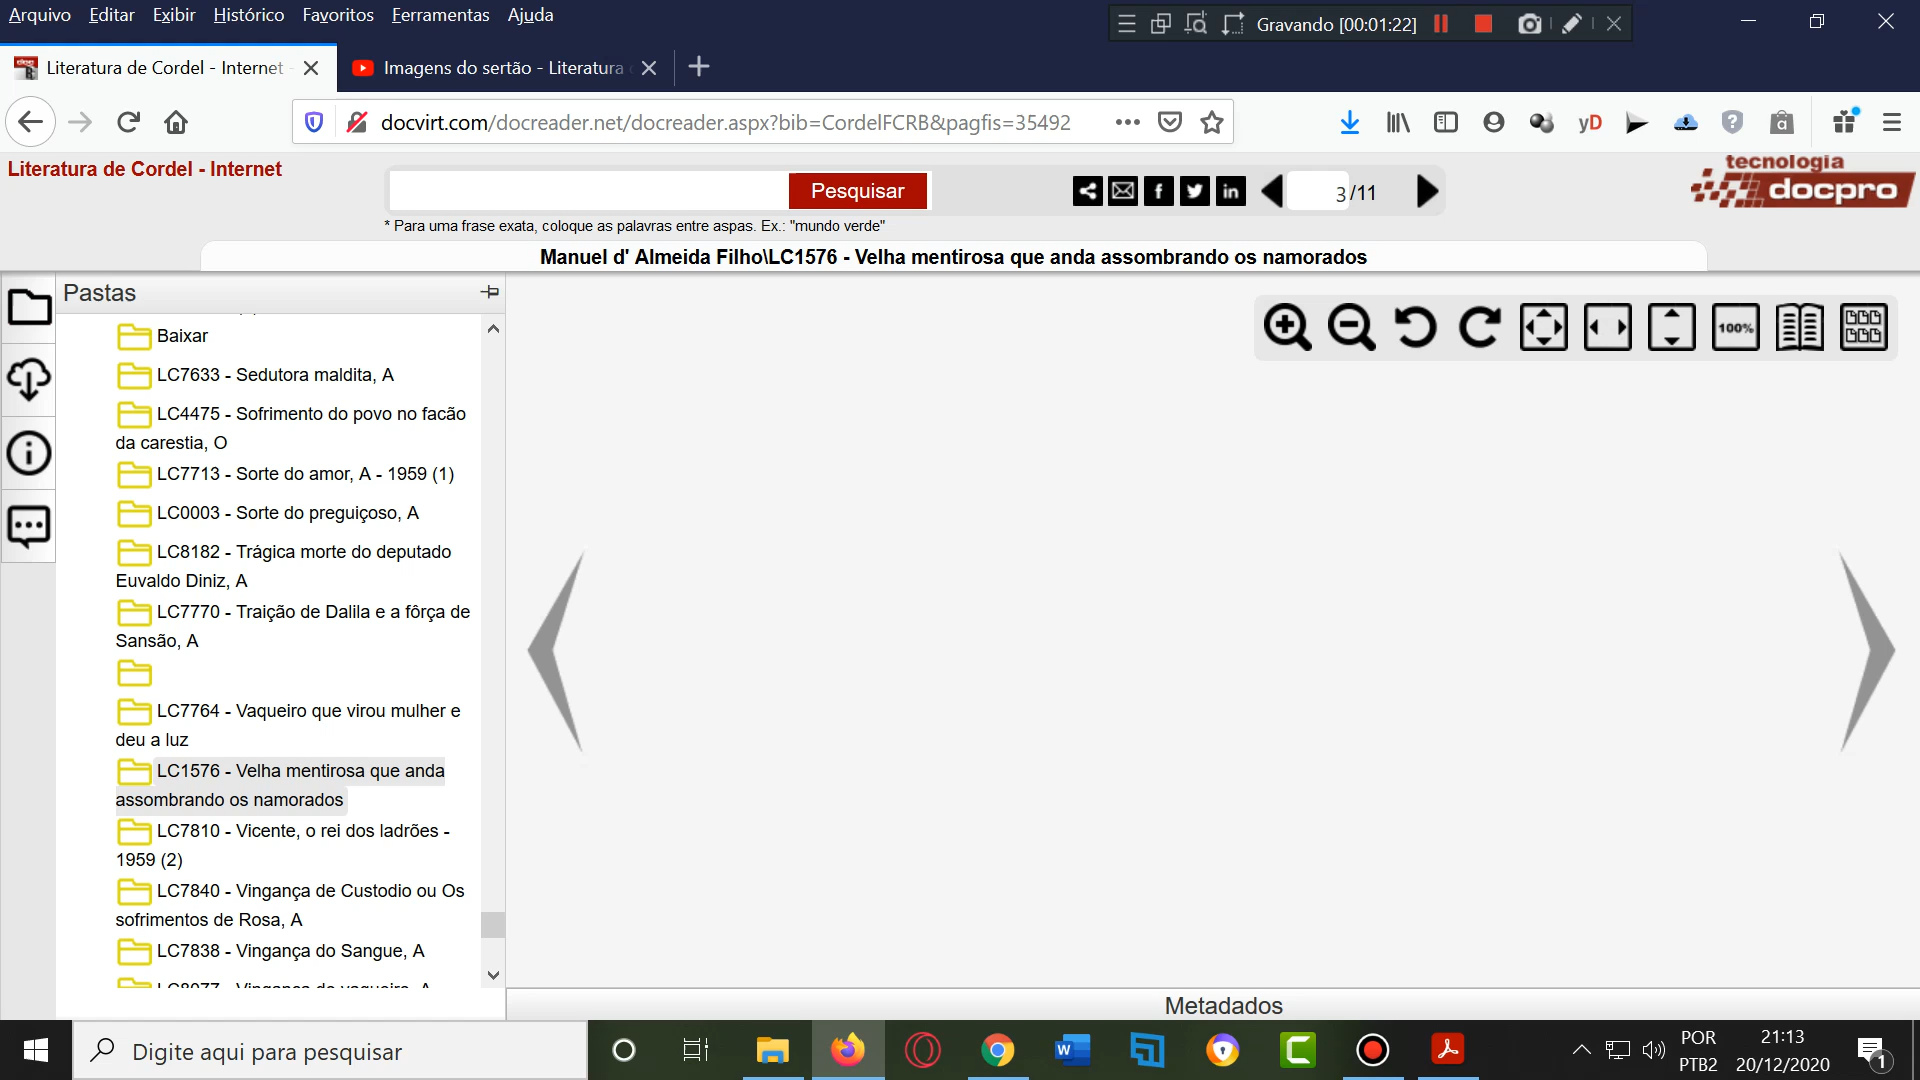 Arquivo Editar Exibir Histórico Favoritos Ferramentas Ajuda
Gravando [00:01:22]
Literatura de Cordel - Internet -
Imagens do sertão - Literatura
docvirt.com/docreader.net/docreader.aspx?bib=CordelFCRB&pagfis=35492
yD
Literatura de Cordel - Internet
Pesquisar
3 /11
tecnologia
docpro
* Para uma frase exata, coloque as palavras entre aspas. Ex.: "mundo verde"
Manuel d' Almeida Filho\LC1576 - Velha mentirosa que anda assombrando os namorados
Pastas
100%
Baixar
LC7633 - Sedutora maldita, A
LC4475 - Sofrimento do povo no facão
da carestia, O
LC7713 - Sorte do amor, A - 1959 (1)
LC0003 - Sorte do preguiçoso, A
LC8182 - Trágica morte do deputado
Euvaldo Diniz, A
LC7770 - Traição de Dalila e a fôrça de
Sansão, A
LC7764 - Vaqueiro que virou mulher e
deu a luz
LC1576 - Velha mentirosa que anda
assombrando os namorados
LC7810 - Vicente, o rei dos ladrões -
1959 (2)
LC7840 - Vingança de Custodio ou Os
sofrimentos de Rosa, A
LC7838 - Vingança do Sangue, A
Metadados
Digite aqui para pesquisar
POR
PTB2
21:13
20/12/2020
1